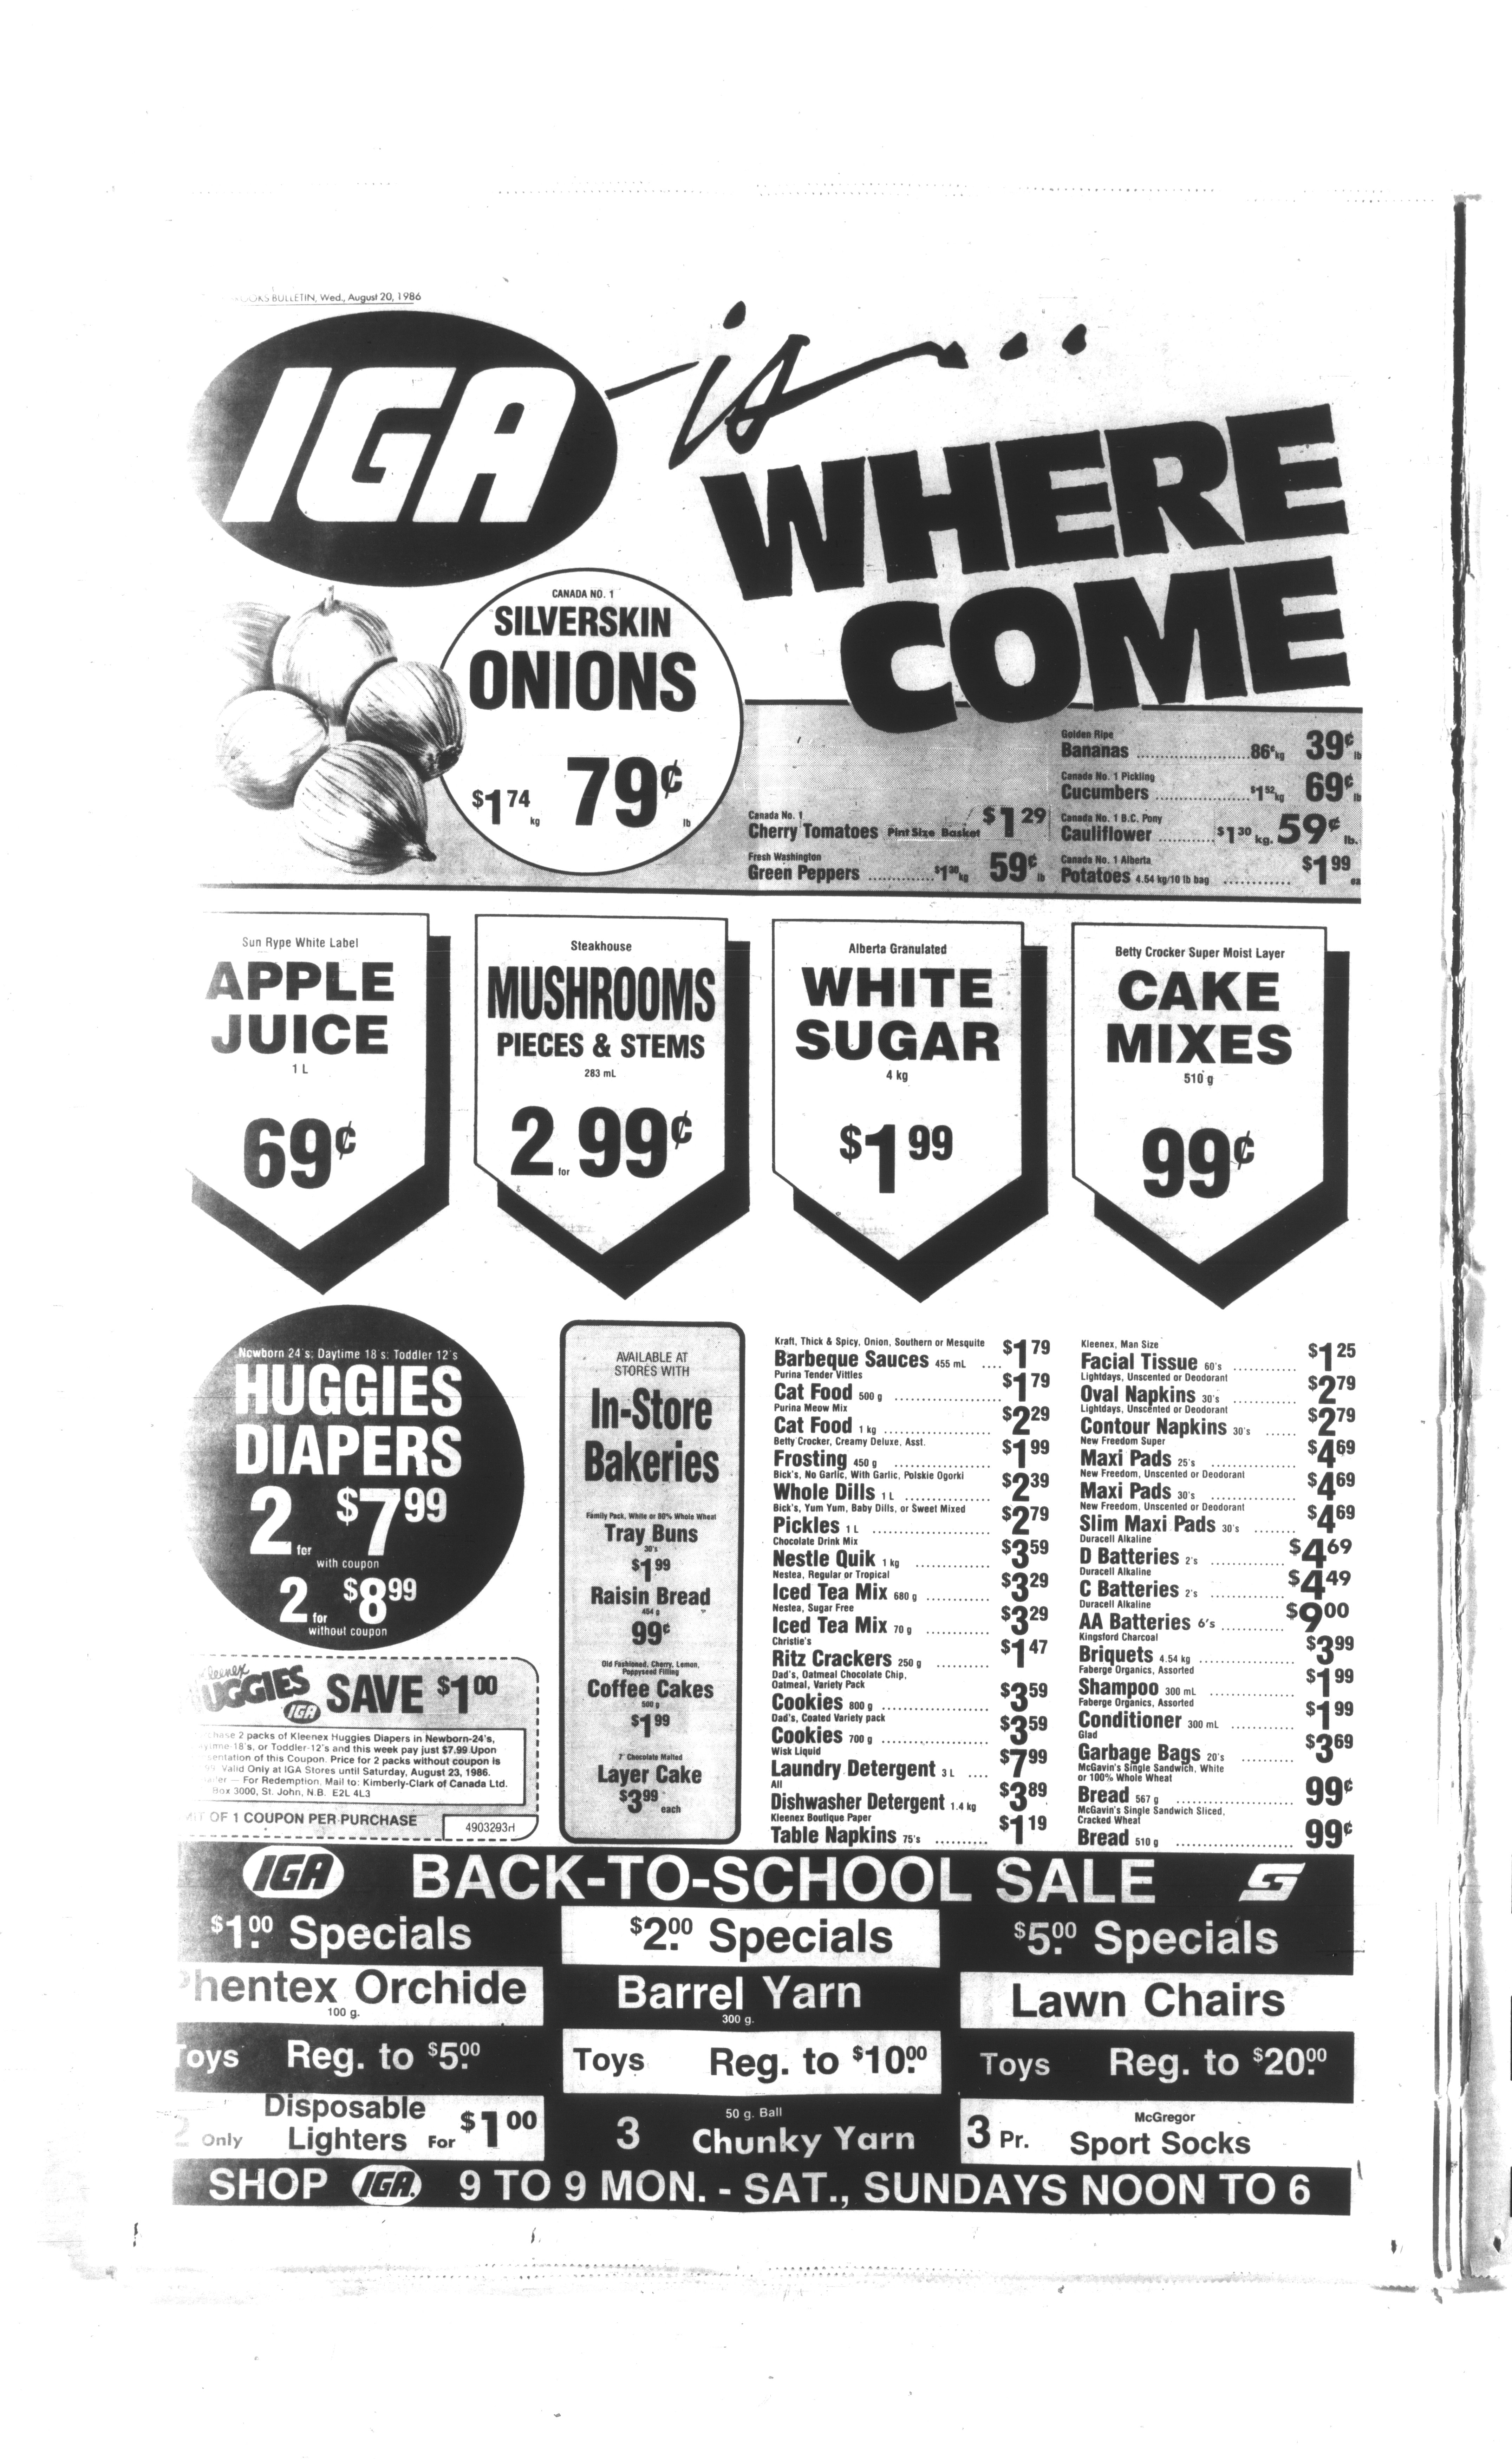 BULLETIN, Wed., August 20, 1986
IGA is...
WHERE
COME
CANADA NO. 1
SILVERSKIN
ONIONS
$1 74 kg 79¢ lb
Canada No. 1
Cherry Tomatoes Pint Size Basket $1 29
Fresh Washington
Green Peppers ............. $1 30 kg 59¢ lb
Golden Ripe
Bananas ....................... 86¢ kg 39¢ lb
Canada No. 1 Pickling
Cucumbers ................... $1 52 kg 69¢ lb
Canada No. 1 B.C. Pony
Cauliflower ........... $1 30 kg. 59¢ lb.
Canada No. 1 Alberta
Potatoes 4.54 kg/10 lb bag ............ $1 99 ea
Sun Rype White Label
APPLE
JUICE
1 L
69¢
Steakhouse
MUSHROOMS
PIECES & STEMS
283 mL
2 for 99¢
Alberta Granulated
WHITE
SUGAR
4 kg
$1 99
Betty Crocker Super Moist Layer
CAKE
MIXES
510 g
99¢
Newborn 24's; Daytime 18's; Toddler 12's
HUGGIES
DIAPERS
2 for $7 99
with coupon
2 for $8 99
without coupon
HUGGIES
IGA
SAVE $1 00
2 packs of Kleenex Huggies Diapers in Newborn-24's,
18's, or Toddler-12's and this week pay just $7.99 Upon
of this Coupon. Price for 2 packs without coupon is
Valid Only at IGA Stores until Saturday, August 23, 1986.
— For Redemption, Mail to: Kimberly-Clark of Canada Ltd.
Box 3000, St. John, N.B. E2L 4L3
OF 1 COUPON PER PURCHASE
4903293H
AVAILABLE AT
STORES WITH
In-Store
Bakeries
Family Pack, White or 80% Whole Wheat
Tray Buns
30's
$1 99
Raisin Bread
454 g
99¢
Old Fashioned, Cherry, Lemon,
Poppyseed Filling
Coffee Cakes
500 g
$1 99
7" Chocolate Malted
Layer Cake
$3 99 each
Kraft, Thick & Spicy, Onion, Southern or Mesquite
Barbeque Sauces 455 mL .... $1 79
Purina Tender Vittles
Cat Food 500 g .................... $1 79
Purina Meow Mix
Cat Food 1 kg .................... $2 29
Betty Crocker, Creamy Deluxe, Asst.
Frosting 450 g .................. $1 99
Bick's, No Garlic, With Garlic, Polskie Ogorki
Whole Dills 1 L ................ $2 39
Bick's, Yum Yum, Baby Dills, or Sweet Mixed
Pickles 1 L ...................... $2 79
Chocolate Drink Mix
Nestle Quik 1 kg .............. $3 59
Nestea, Regular or Tropical
Iced Tea Mix 680 g ............ $3 29
Nestea, Sugar Free
Iced Tea Mix 70 g ............ $3 29
Christie's
Ritz Crackers 250 g .......... $1 47
Dad's, Oatmeal Chocolate Chip,
Oatmeal, Variety Pack
Cookies 800 g .................. $3 59
Dad's, Coated Variety pack
Cookies 700 g .................. $3 59
Wisk Liquid
Laundry Detergent 3 L .... $7 99
All
Dishwasher Detergent 1.4 kg $3 89
Kleenex Boutique Paper
Table Napkins 75's .......... $1 19
Kleenex, Man Size
Facial Tissue 60's ............ $1 25
Lightdays, Unscented or Deodorant
Oval Napkins 30's ............ $2 79
Lightdays, Unscented or Deodorant
Contour Napkins 30's ...... $2 79
New Freedom Super
Maxi Pads 25's ................ $4 69
New Freedom, Unscented or Deodorant
Maxi Pads 30's ................ $4 69
New Freedom, Unscented or Deodorant
Slim Maxi Pads 30's ........ $4 69
Duracell Alkaline
D Batteries 2's .............. $4 69
Duracell Alkaline
C Batteries 2's .............. $4 49
Duracell Alkaline
AA Batteries 6's ............ $9 00
Kingsford Charcoal
Briquets 4.54 kg .............. $3 99
Faberge Organics, Assorted
Shampoo 300 mL .............. $1 99
Faberge Organics, Assorted
Conditioner 300 mL .......... $1 99
Glad
Garbage Bags 20's .......... $3 69
McGavin's Single Sandwich, White
or 100% Whole Wheat
Bread 567 g .................... 99¢
McGavin's Single Sandwich Sliced,
Cracked Wheat
Bread 510 g .................... 99¢
IGA BACK-TO-SCHOOL SALE
$1.00 Specials
Phentex Orchide
100 g.
Toys Reg. to $5.00
2 Only Disposable Lighters For $1 00
$2.00 Specials
Barrel Yarn
300 g.
Toys Reg. to $10.00
3 50 g. Ball
Chunky Yarn
$5.00 Specials
Lawn Chairs
Toys Reg. to $20.00
3 Pr. McGregor
Sport Socks
SHOP IGA 9 TO 9 MON. - SAT., SUNDAYS NOON TO 6